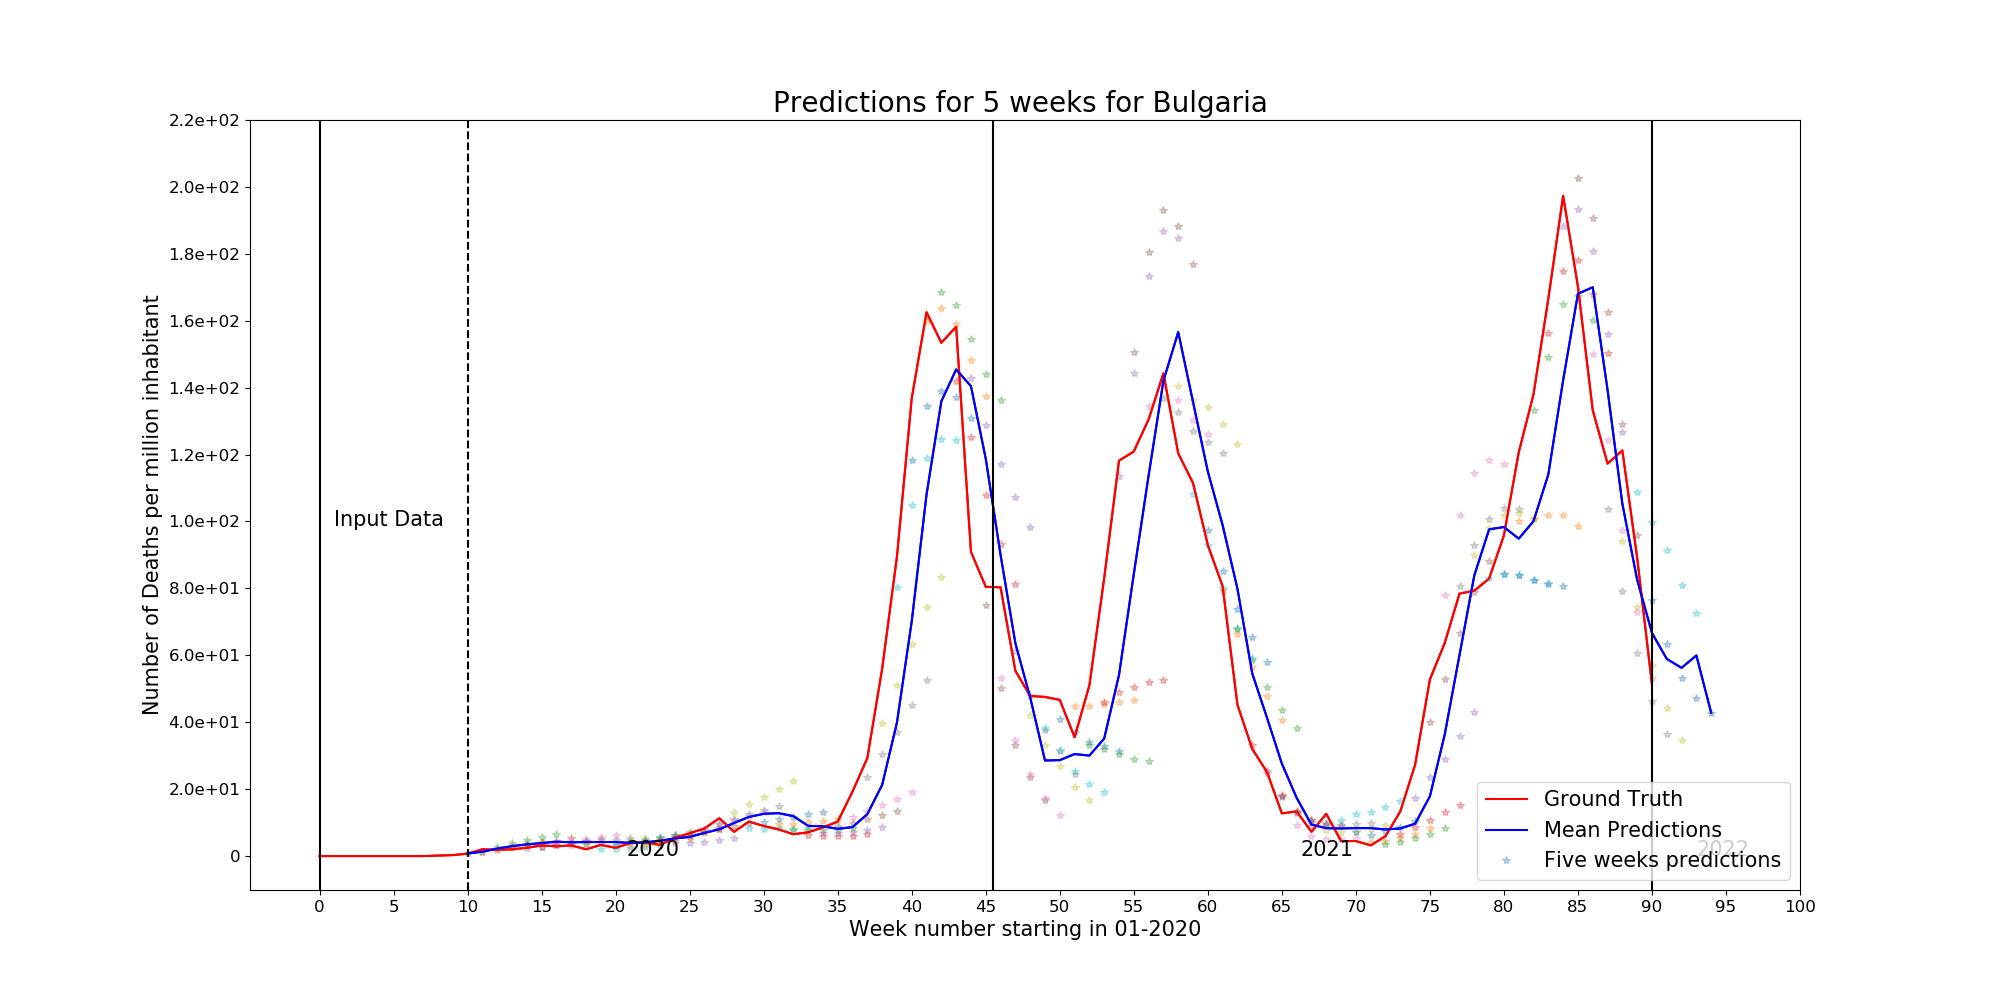 Predictions for 5 weeks for Bulgaria
2.2e+02
2.0e+02
1.8e+02
1.6e+02
1.4e+02
1.2e+02
1.0e+02
8.0e+01
6.0e+01
4.0e+01
2.0e+01
0
Number of Deaths per million inhabitant
Input Data
2020
2021
2022
Ground Truth
Mean Predictions
Five weeks predictions
0 5 10 15 20 25 30 35 40 45 50 55 60 65 70 75 80 85 90 95 100
Week number starting in 01-2020